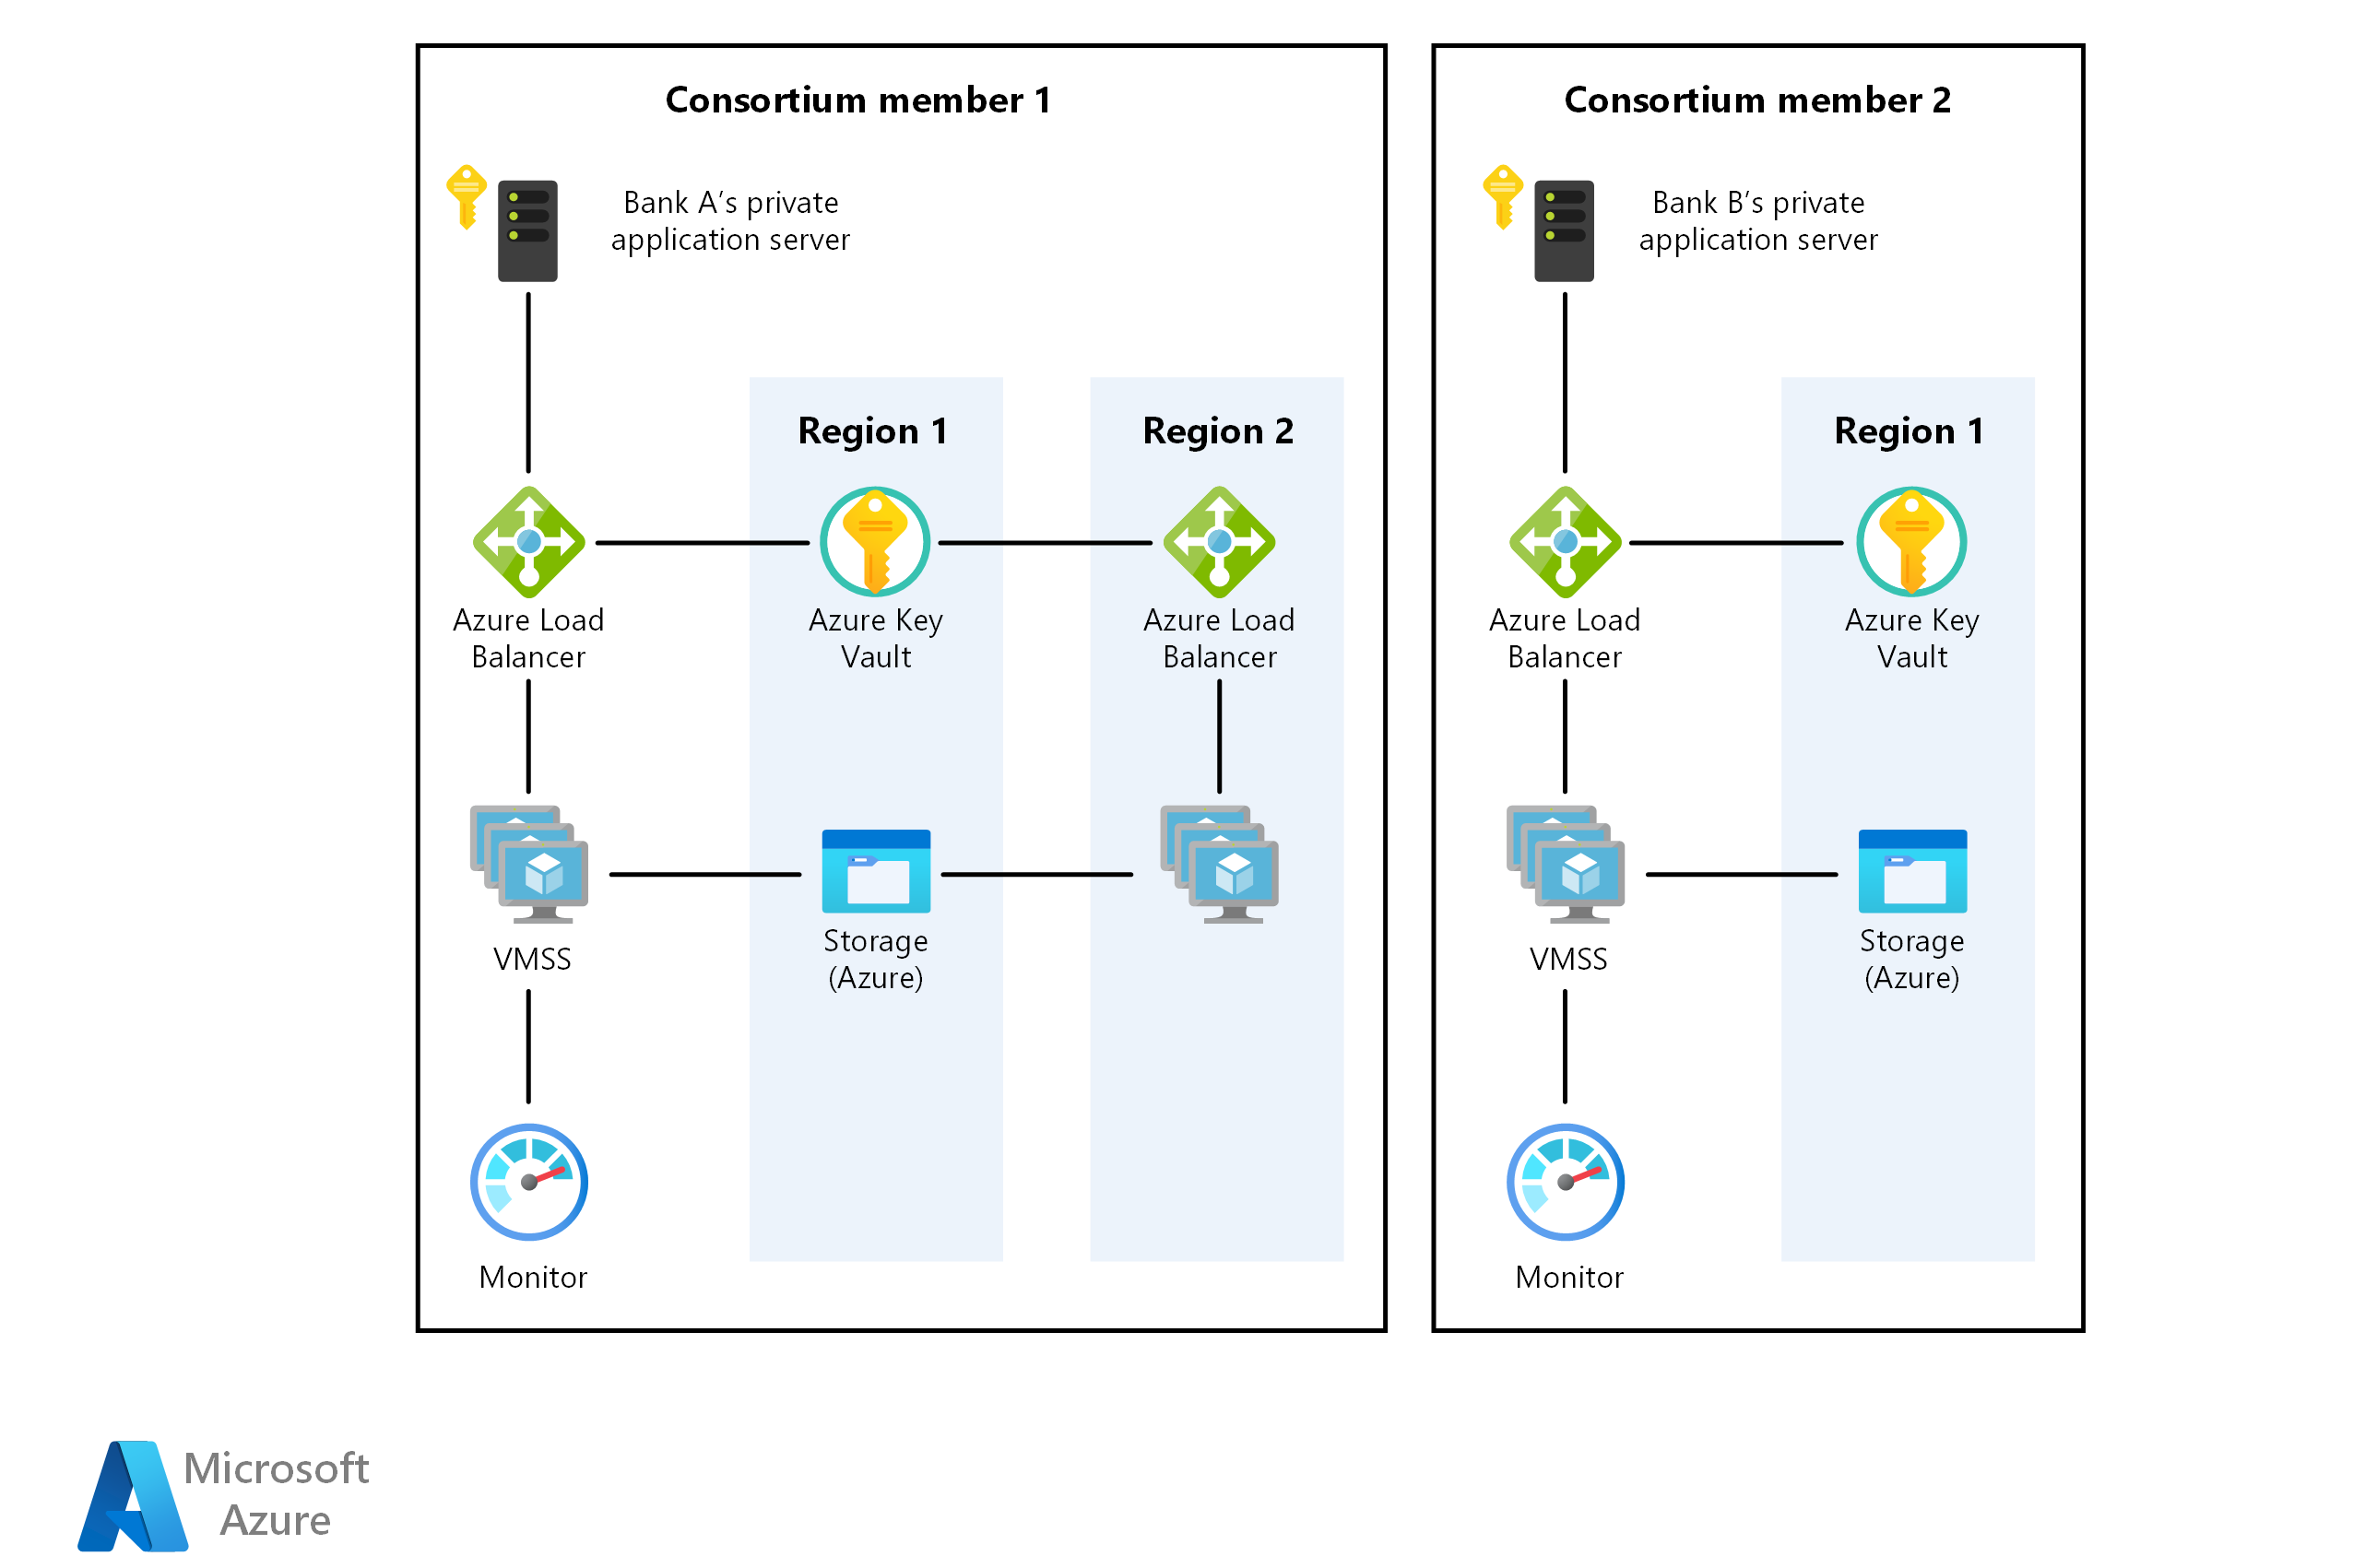 Consortium member 1
Bank A’s private
application server
Region 1
Region 2
Azure Load
Balancer
Azure Key
Vault
Azure Load
Balancer
VMSS
Storage
(Azure)
Monitor
Consortium member 2
Bank B’s private
application server
Region 1
Azure Load
Balancer
Azure Key
Vault
VMSS
Storage
(Azure)
Monitor
Microsoft
Azure